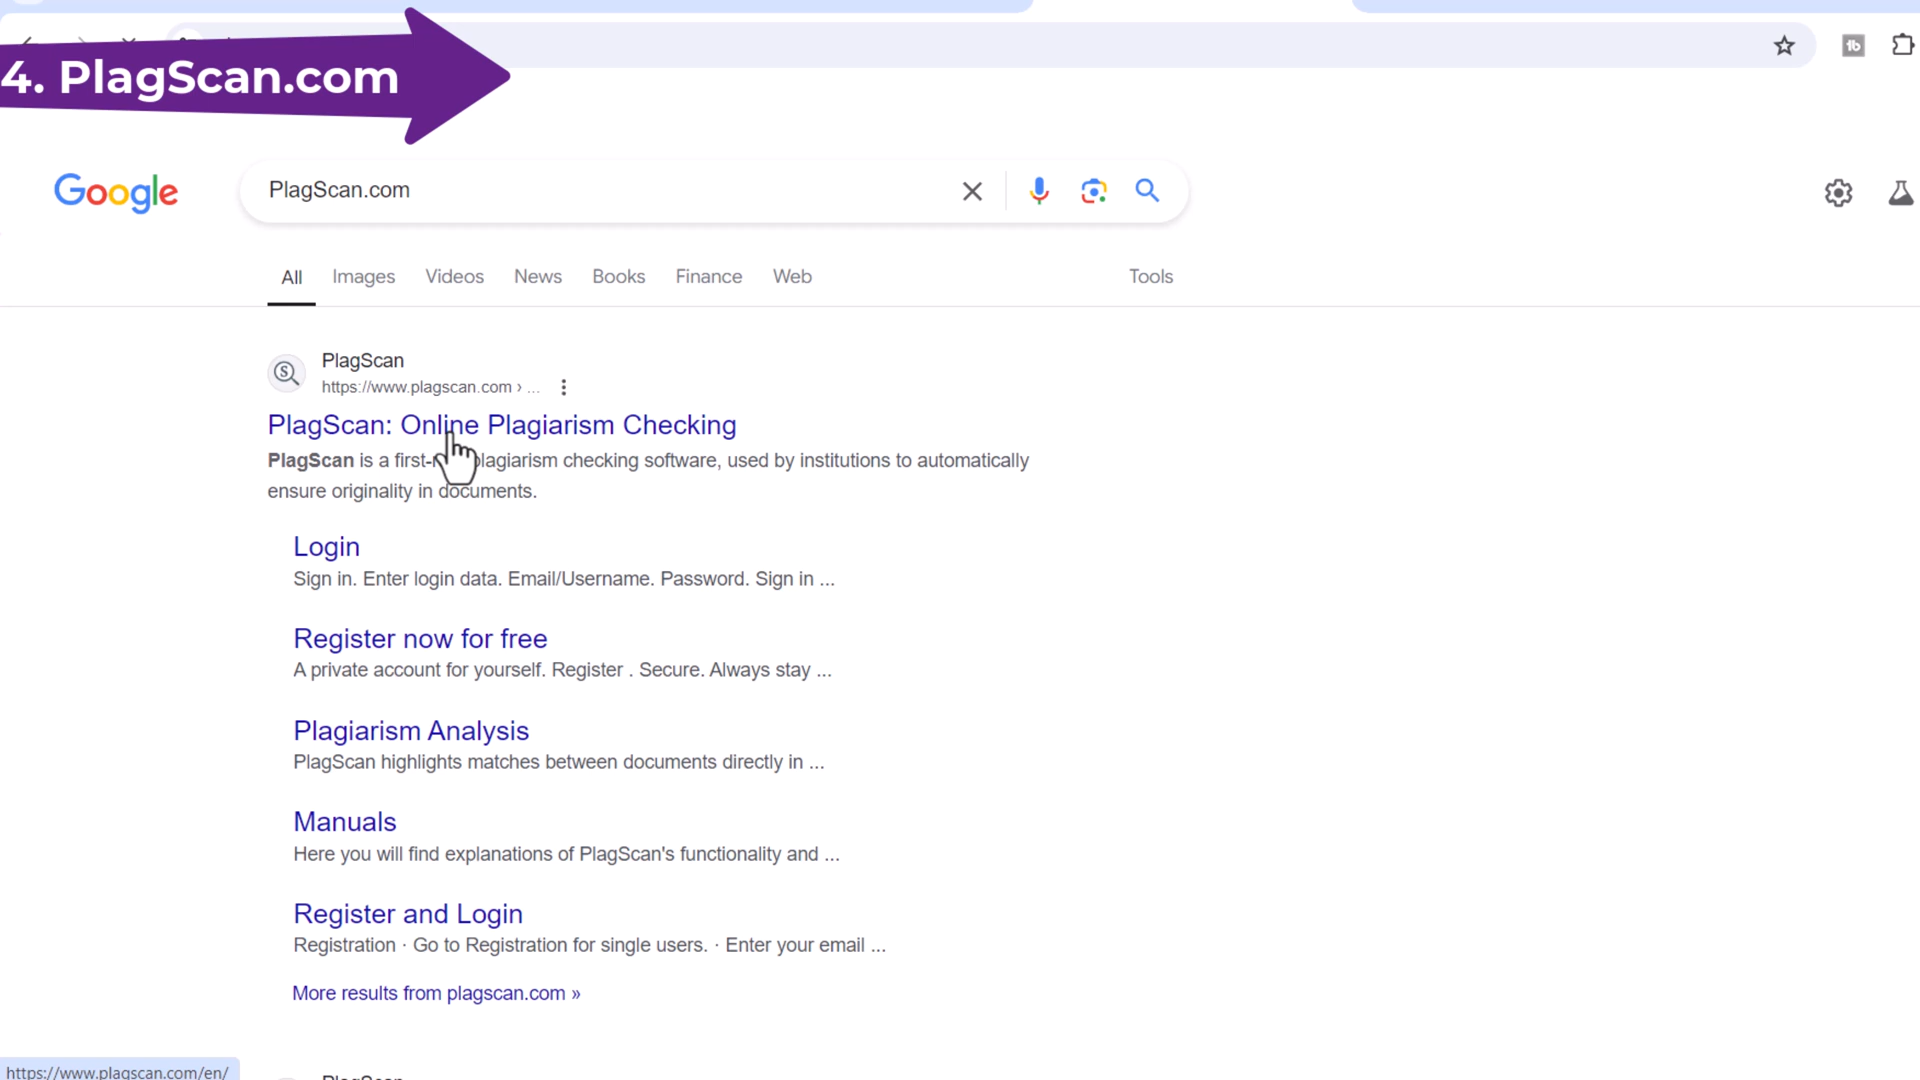 4. PlagScan.com
Google
PlagScan.com
All Images Videos News Books Finance Web Tools
PlagScan
https://www.plagscan.com › ...
PlagScan: Online Plagiarism Checking
PlagScan is a first- plagiarism checking software, used by institutions to automatically
ensure originality in documents.
Login
Sign in. Enter login data. Email/Username. Password. Sign in ...
Register now for free
A private account for yourself. Register . Secure. Always stay ...
Plagiarism Analysis
PlagScan highlights matches between documents directly in ...
Manuals
Here you will find explanations of PlagScan's functionality and ...
Register and Login
Registration · Go to Registration for single users. · Enter your email ...
More results from plagscan.com »
https://www.plagscan.com/en/
PlagScan